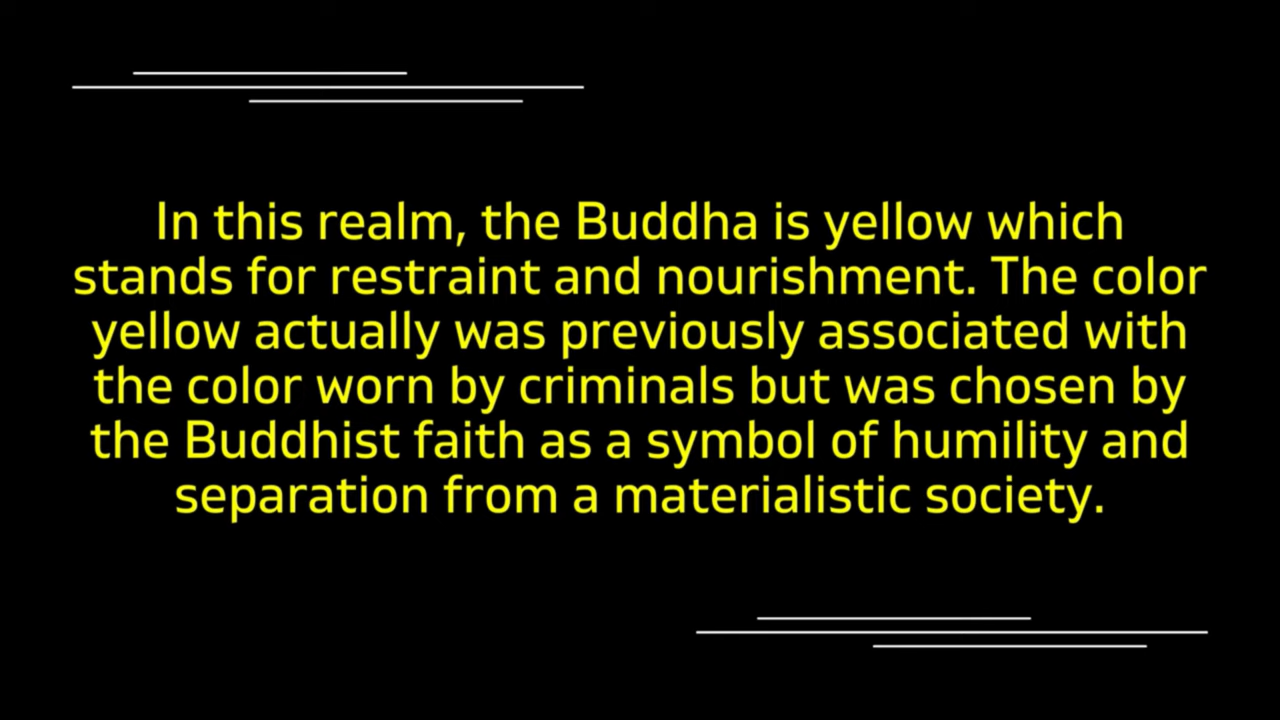 In this realm, the Buddha is yellow which
stands for restraint and nourishment. The color
yellow actually was previously associated with
the color worn by criminals but was chosen by
the Buddhist faith as a symbol of humility and
separation from a materialistic society.